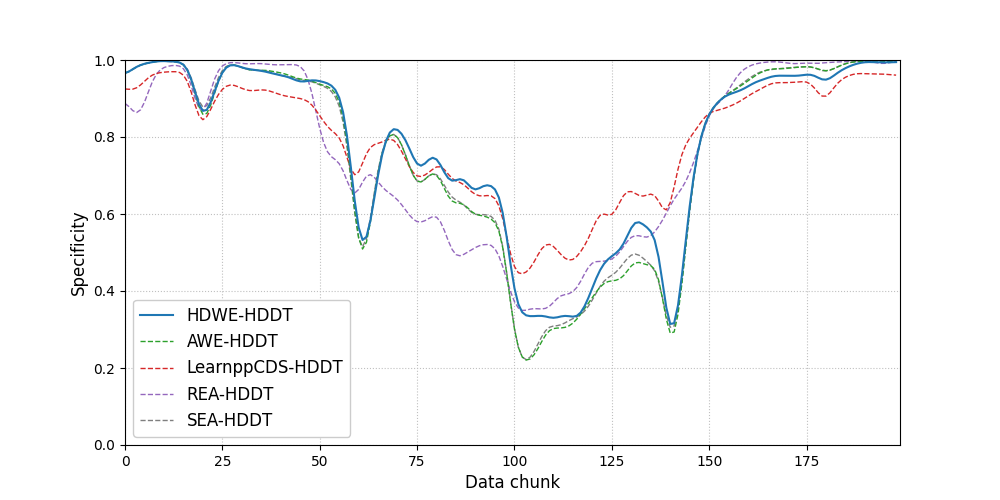 1.0
0.8
0.6
0.4
0.2
0.0
Specificity
HDWE-HDDT
AWE-HDDT
LearnppCDS-HDDT
REA-HDDT
SEA-HDDT
0 25 50 75 100 125 150 175
Data chunk